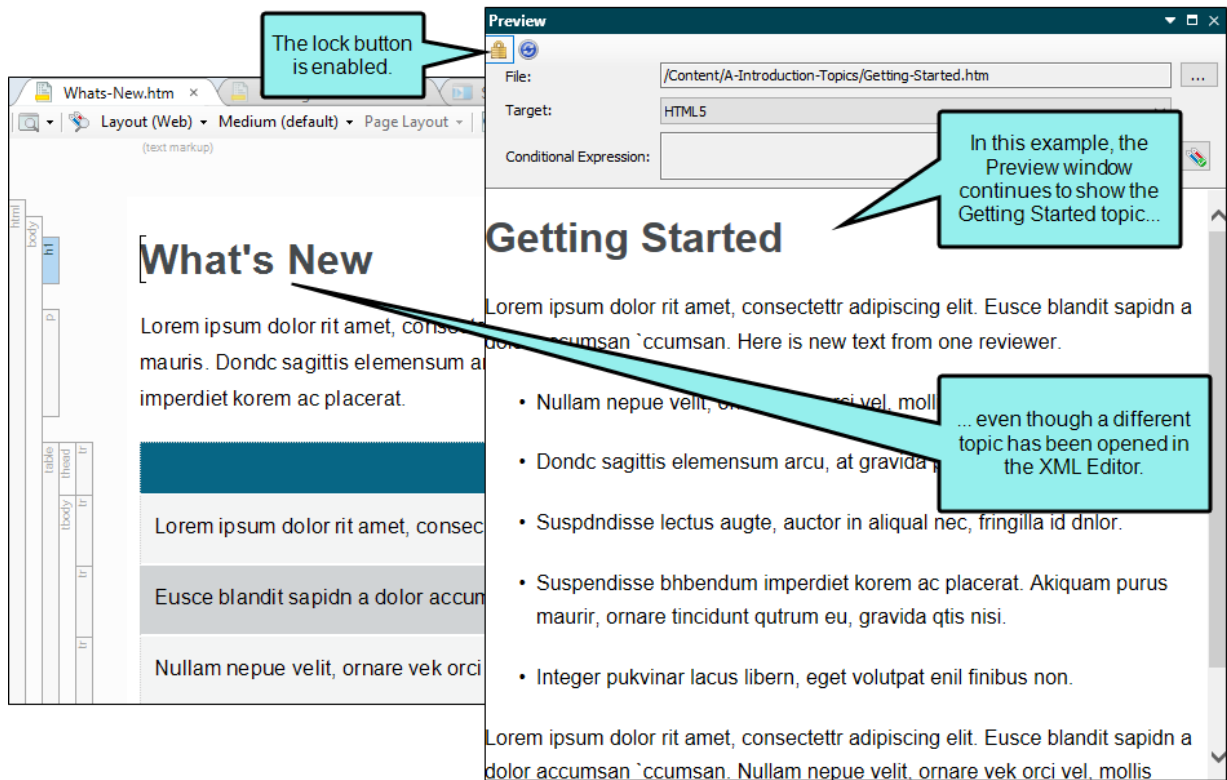 Preview
The lock button
is enabled.
File:
/Content/A-Introduction-Topics/Getting-Started.htm
...
Target:
HTML5
Conditional Expression:
In this example, the
Preview window
continues to show the
Getting Started topic...
Whats-New.htm
Layout (Web)
Medium (default)
Page Layout
(text markup)
html
body
h1
p
table
thead
tr
tbody
tr
tr
tr
What's New
Lorem ipsum dolor rit amet,
mauris. Dondc sagittis elemensum
imperdiet korem ac placerat.
Lorem ipsum dolor rit amet, consec
Eusce blandit sapidn a dolor accum
Nullam nepue velit, ornare vek orci
Getting Started
Lorem ipsum dolor rit amet, consectettr adipiscing elit. Eusce blandit sapidn a
`ccumsan. Here is new text from one reviewer.
• Nullam nepue velit, vel,
• Dondc sagittis elemensum arcu, at gravida
• Suspdndisse lectus augte, auctor in aliqual nec, fringilla id dnlor.
• Suspendisse bhbendum imperdiet korem ac placerat. Akiquam purus
maurir, ornare tincidunt qutrum eu, gravida qtis nisi.
• Integer pukvinar lacus libern, eget volutpat enil finibus non.
Lorem ipsum dolor rit amet, consectettr adipiscing elit. Eusce blandit sapidn a
dolor accumsan `ccumsan. Nullam nepue velit, ornare vek orci vel, mollis
... even though a different
topic has been opened in
the XML Editor.